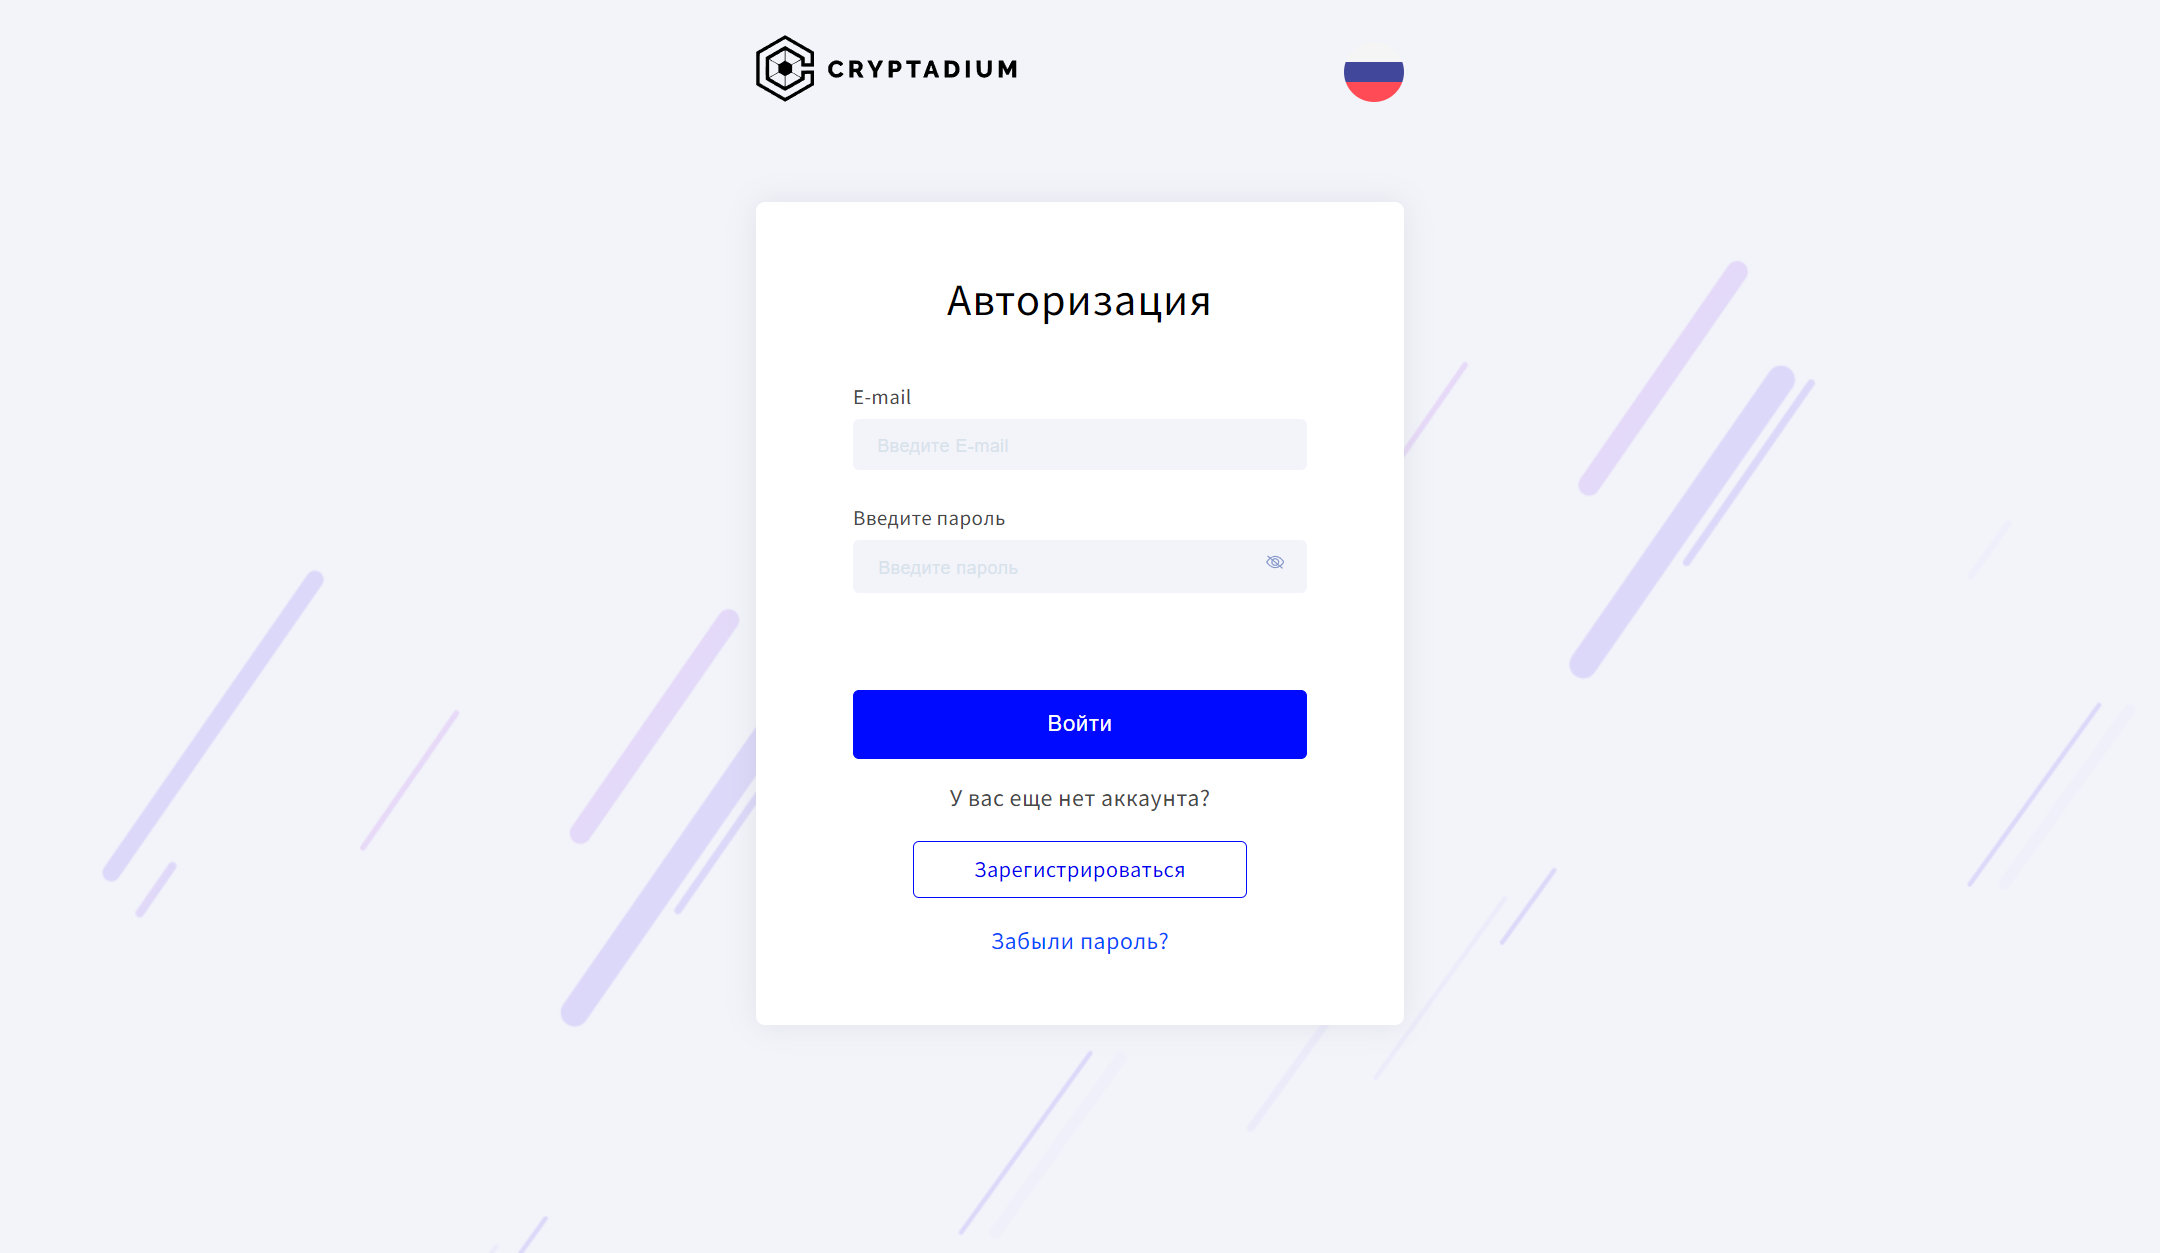 CRYPTADIUM
Авторизация
E-mail
Введите E-mail
Введите пароль
Введите пароль
Войти
У вас еще нет аккаунта?
Зарегистрироваться
Забыли пароль?